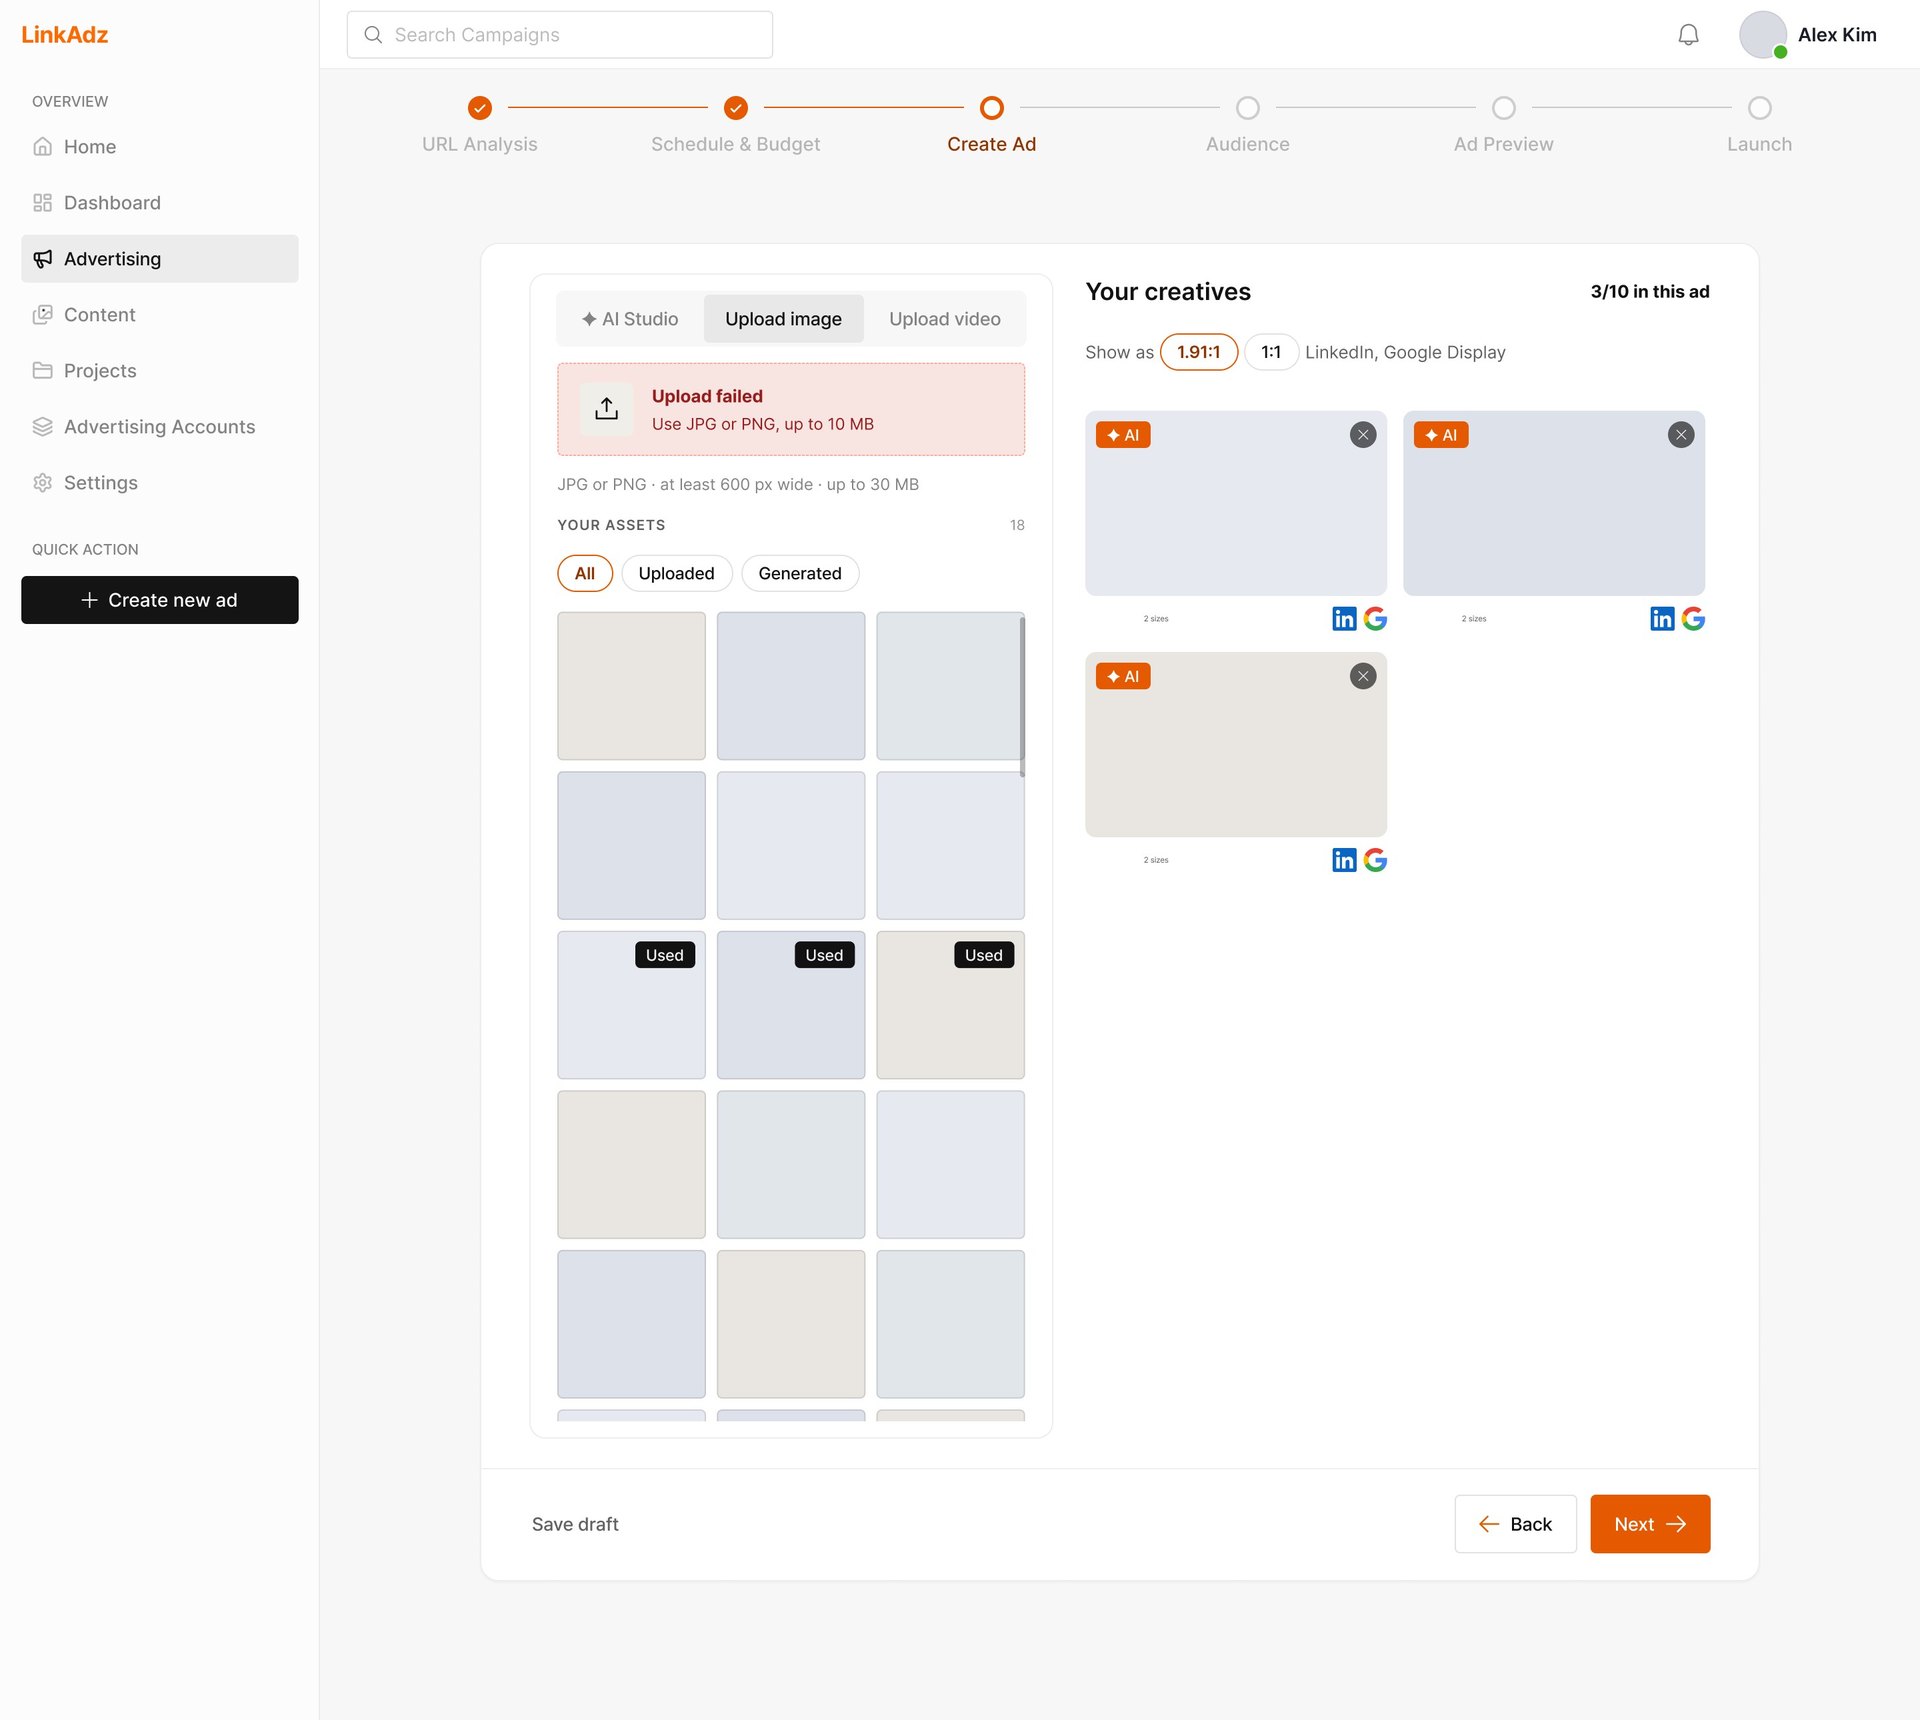 LinkAdz
Search Campaigns
Alex Kim
OVERVIEW
Home
Dashboard
Advertising
Content
Projects
Advertising Accounts
Settings
QUICK ACTION
Create new ad
URL Analysis
Schedule & Budget
Create Ad
Audience
Ad Preview
Launch
AI Studio
Upload image
Upload video
Upload failed
Use JPG or PNG, up to 10 MB
JPG or PNG · at least 600 px wide · up to 30 MB
YOUR ASSETS
18
All
Uploaded
Generated
Used
Used
Used
Your creatives
3/10 in this ad
Show as 1.91:1 1:1 LinkedIn, Google Display
AI
AI
2 sizes
in
2 sizes
in
AI
2 sizes
in
Save draft
Back
Next